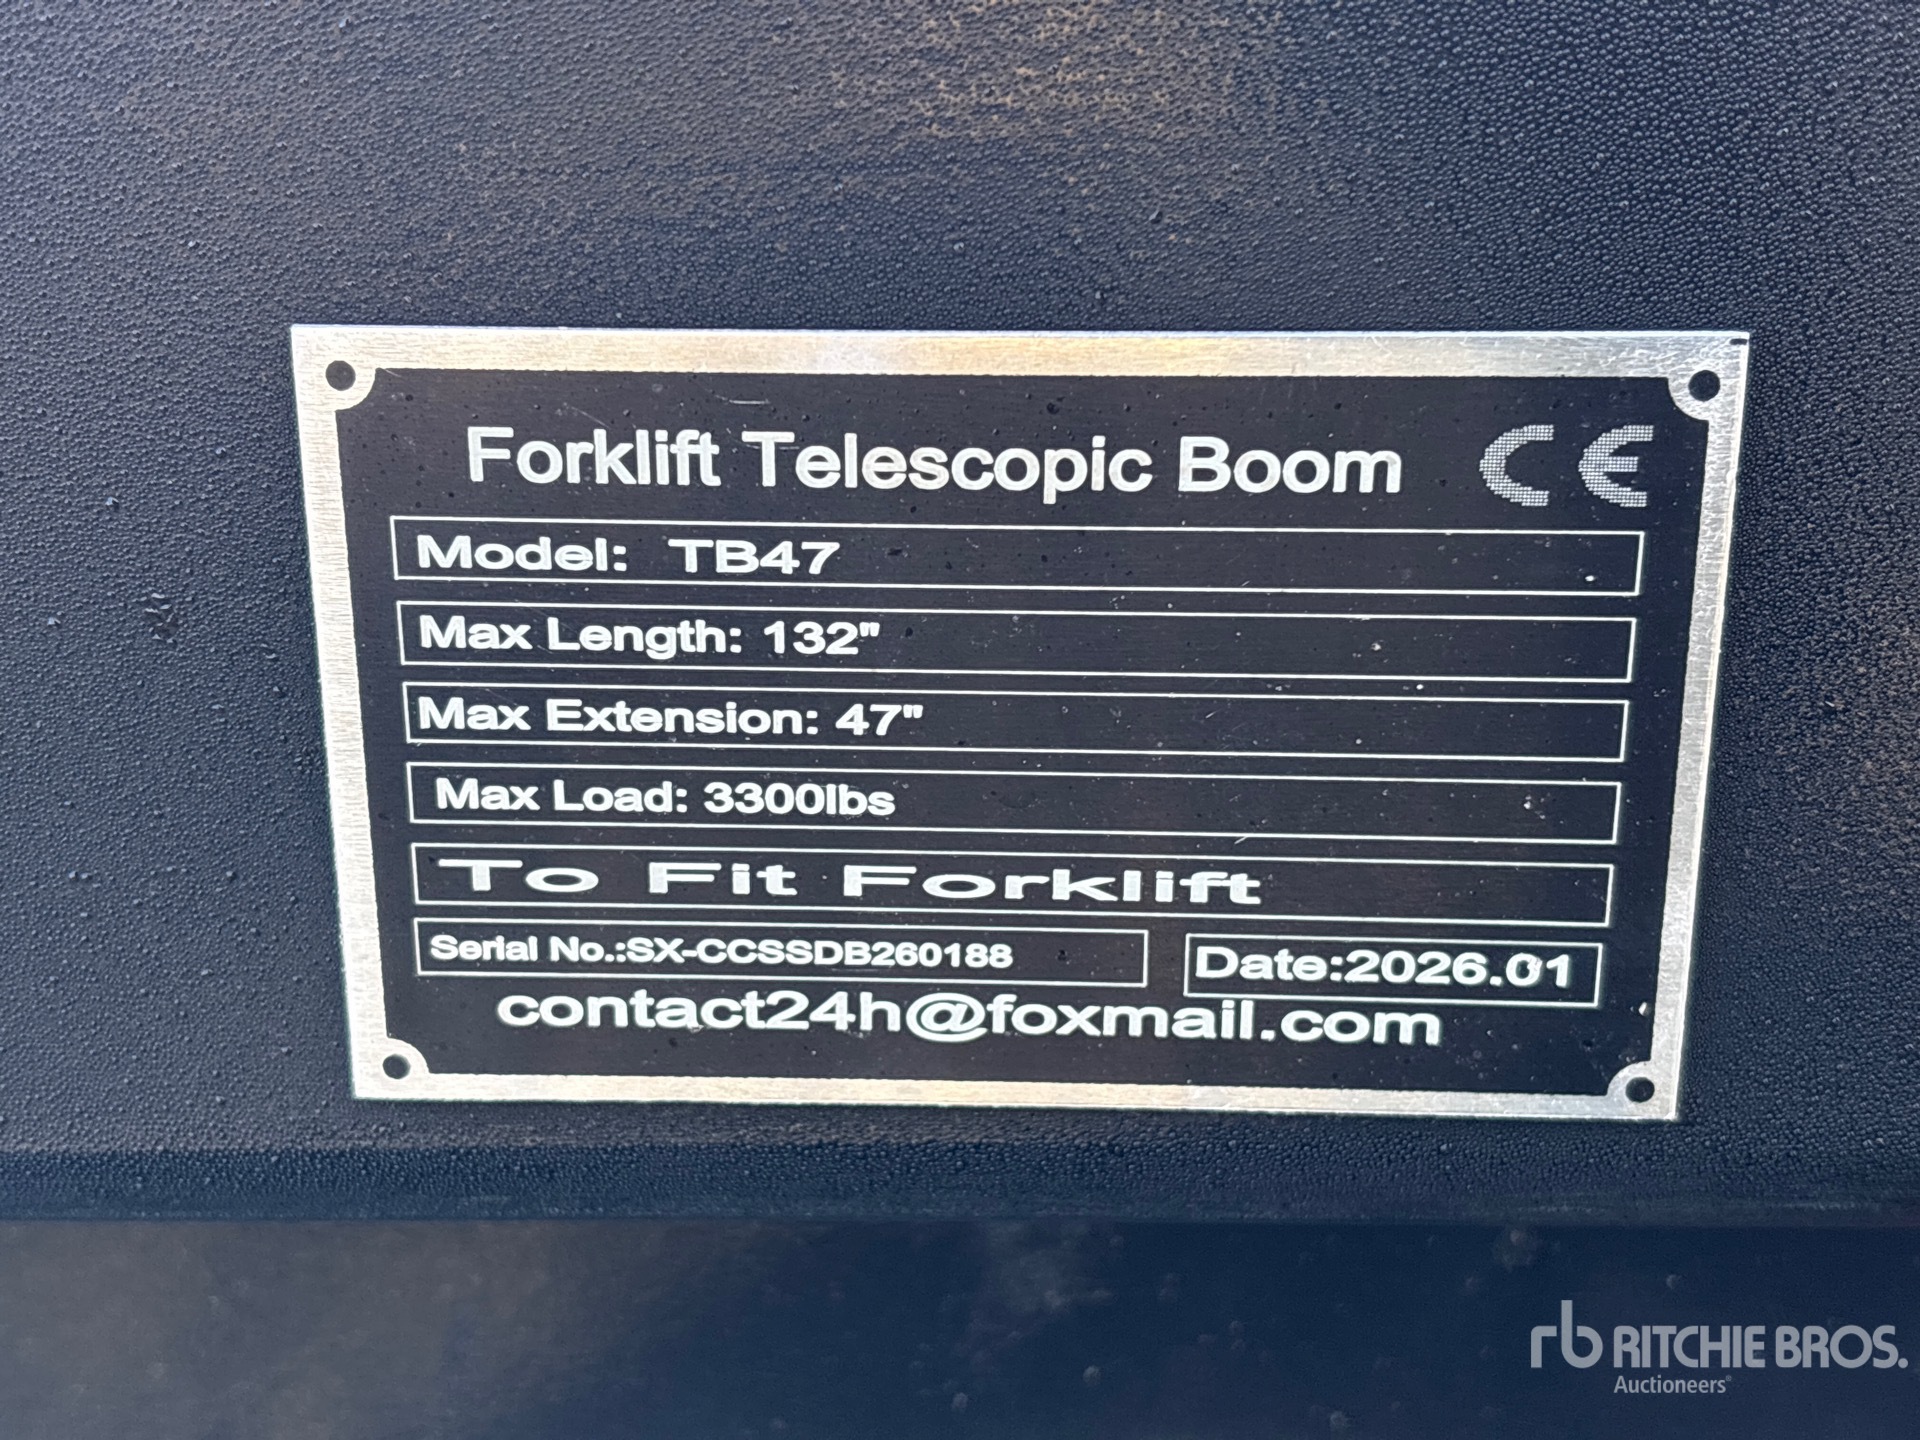 Forklift Telescopic Boom CE
Model: TB47
Max Length: 132"
Max Extension: 47"
Max Load: 3300lbs
To Fit Forklift
Serial No.:SX-CCSSDB260188 Date:2026.01
contact24h@foxmail.com
rb RITCHIE BROS.
Auctioneers